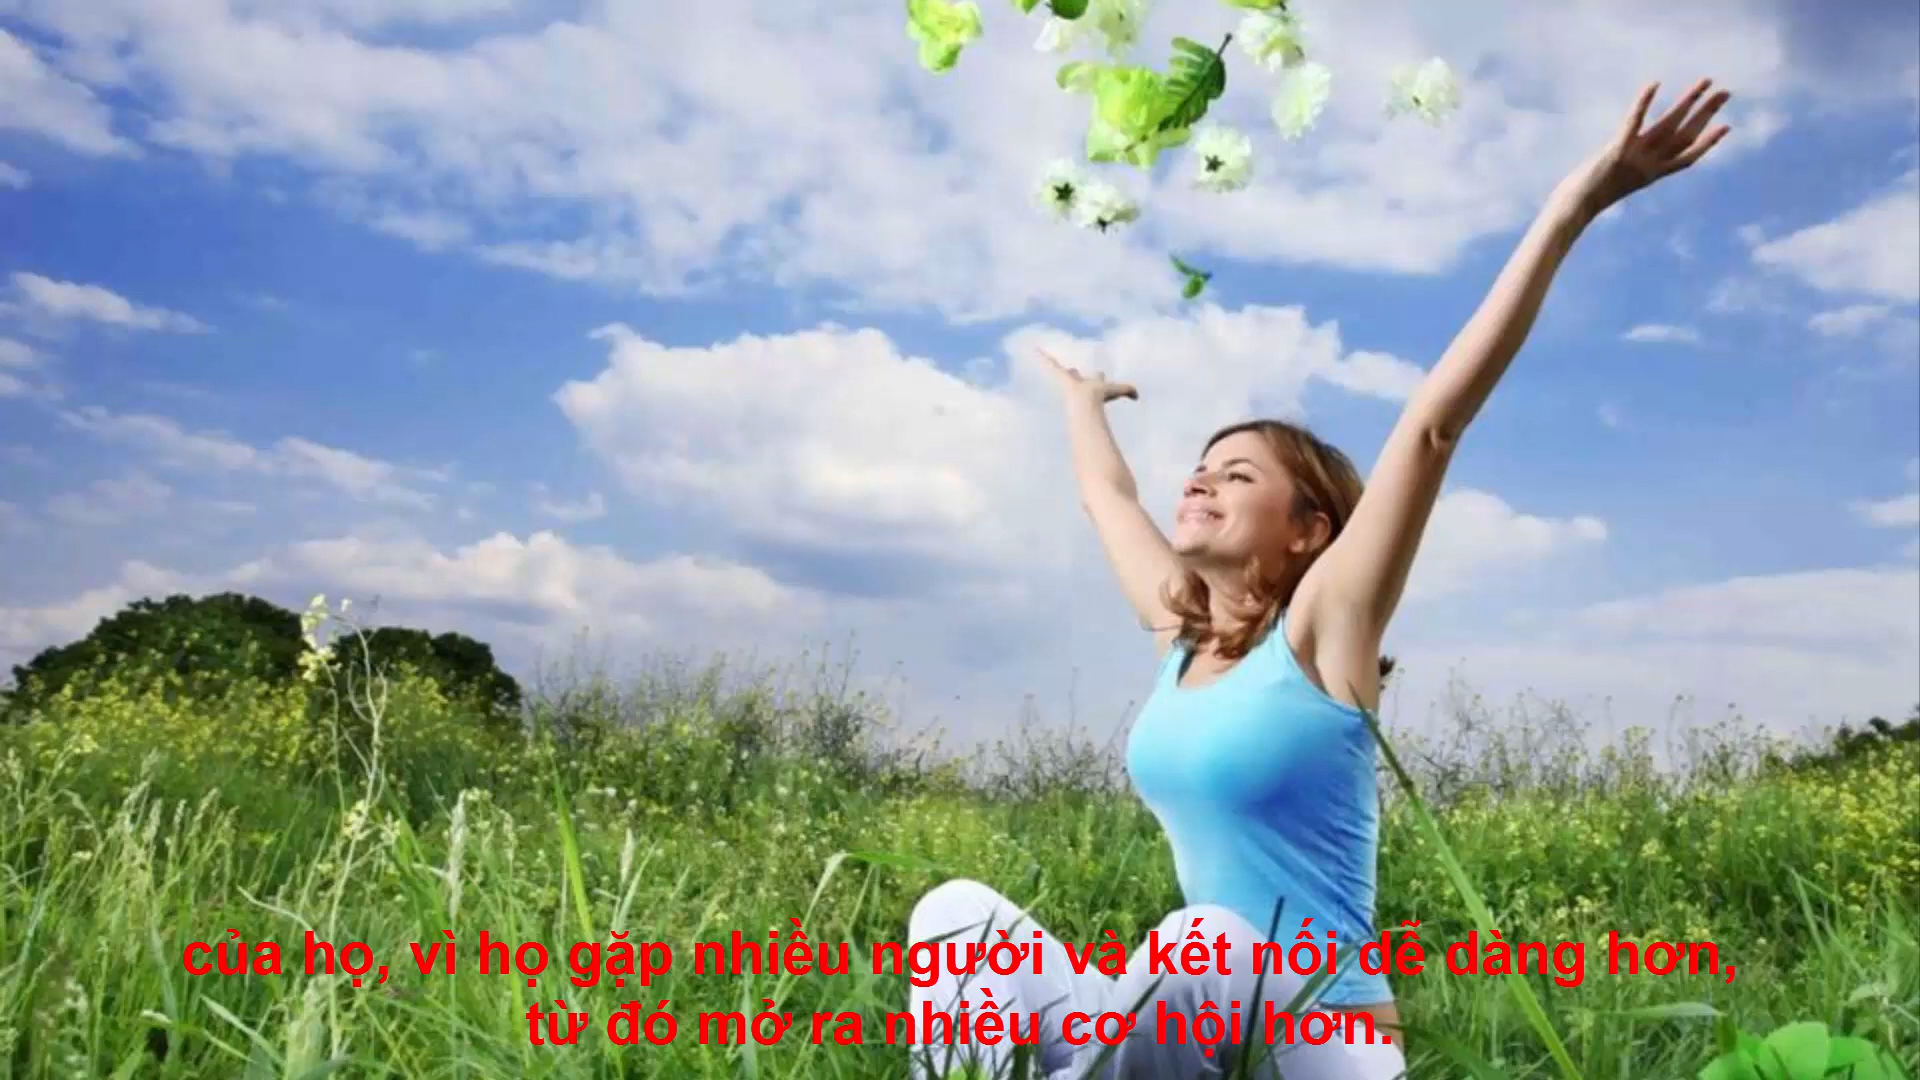 của họ, vì họ gặp nhiều người và kết nối dễ dàng hơn,
từ đó mở ra nhiều cơ hội hơn.